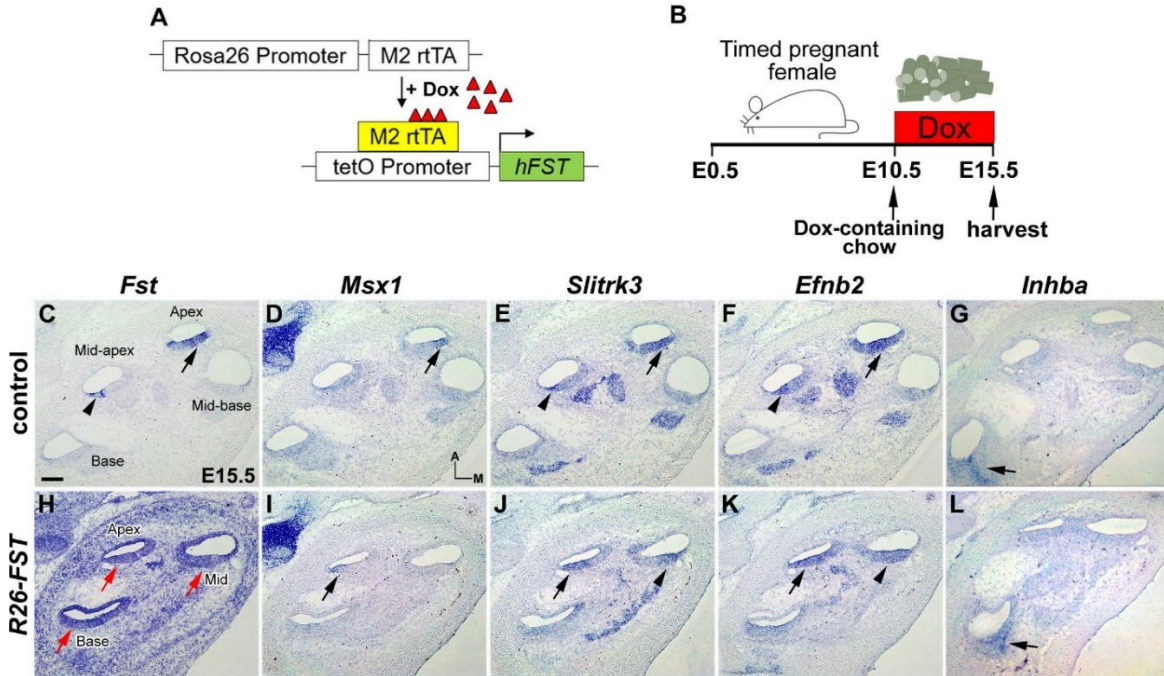 A
Rosa26 Promoter
M2 rtTA
+ Dox
M2 rtTA
tetO Promoter
hFST
B
Timed pregnant
female
Dox
E0.5
E10.5
E15.5
Dox-containing
chow
harvest
Fst
Msx1
Slitrk3
Efnb2
Inhba
control
C
Apex
Mid-apex
Mid-base
Base
E15.5
D
A
M
E
F
G
R26-FST
H
Apex
Mid
Base
I
J
K
L